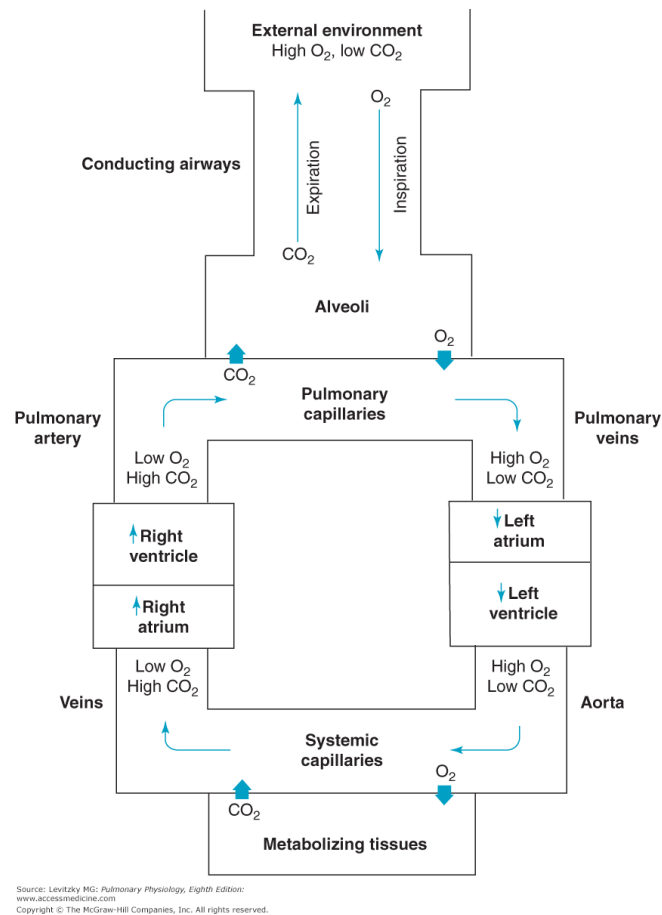 External environment
High O₂, low CO₂
O₂
Conducting airways
Expiration
Inspiration
CO₂
Alveoli
O₂
CO₂
Pulmonary
capillaries
Pulmonary
artery
Pulmonary
veins
Low O₂
High CO₂
High O₂
Low CO₂
Right
ventricle
Left
atrium
Right
atrium
Left
ventricle
Low O₂
High CO₂
High O₂
Low CO₂
Veins
Aorta
Systemic
capillaries
O₂
CO₂
Metabolizing tissues
Source: Levitzky MG: Pulmonary Physiology, Eighth Edition:
www.accessmedicine.com
Copyright © The McGraw-Hill Companies, Inc. All rights reserved.